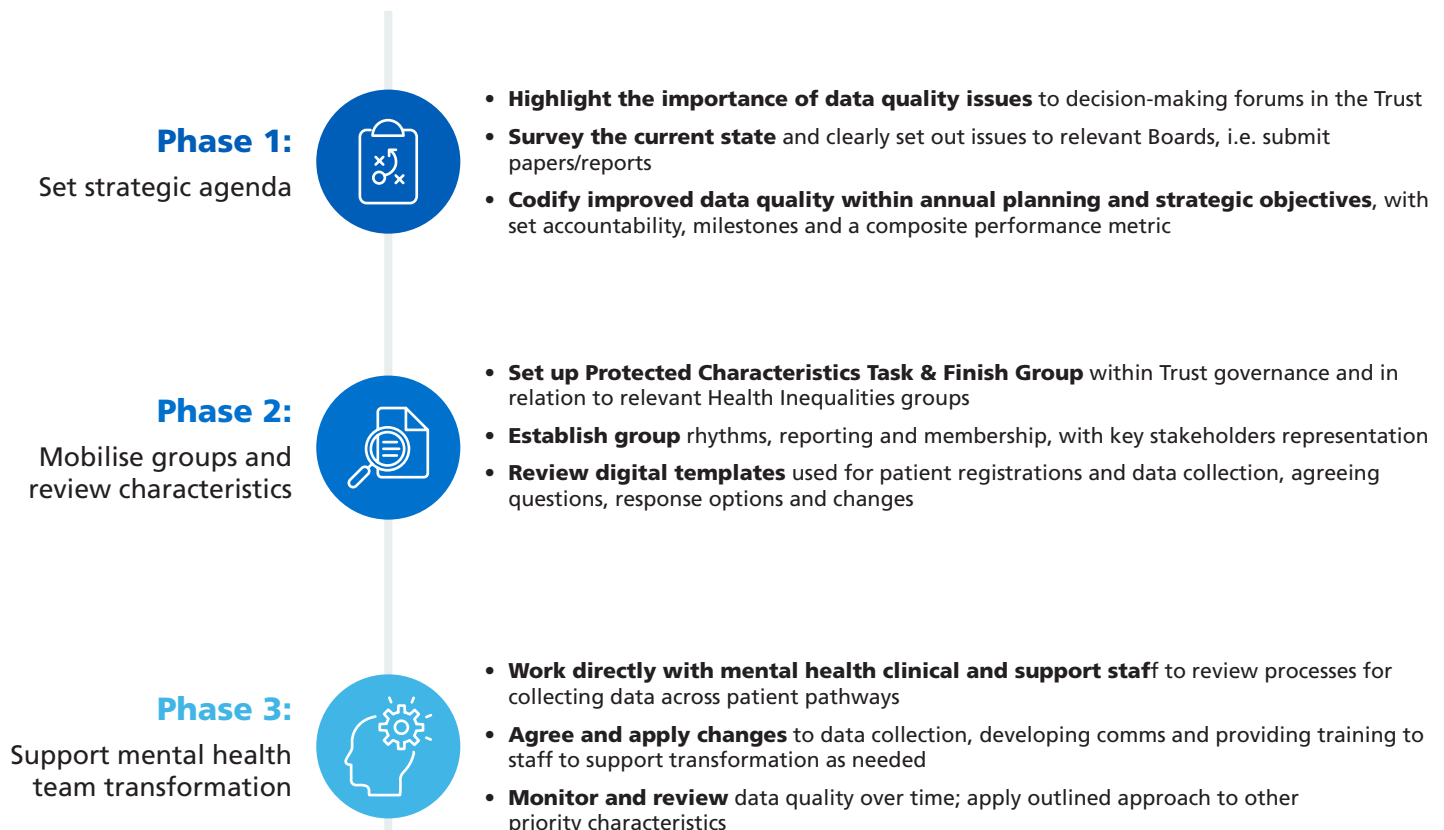 Phase 1:
Set strategic agenda
• Highlight the importance of data quality issues to decision-making forums in the Trust
• Survey the current state and clearly set out issues to relevant Boards, i.e. submit
papers/reports
• Codify improved data quality within annual planning and strategic objectives, with
set accountability, milestones and a composite performance metric
Phase 2:
Mobilise groups and
review characteristics
• Set up Protected Characteristics Task & Finish Group within Trust governance and in
relation to relevant Health Inequalities groups
• Establish group rhythms, reporting and membership, with key stakeholders representation
• Review digital templates used for patient registrations and data collection, agreeing
questions, response options and changes
Phase 3:
Support mental health
team transformation
• Work directly with mental health clinical and support staff to review processes for
collecting data across patient pathways
• Agree and apply changes to data collection, developing comms and providing training to
staff to support transformation as needed
• Monitor and review data quality over time; apply outlined approach to other
priority characteristics